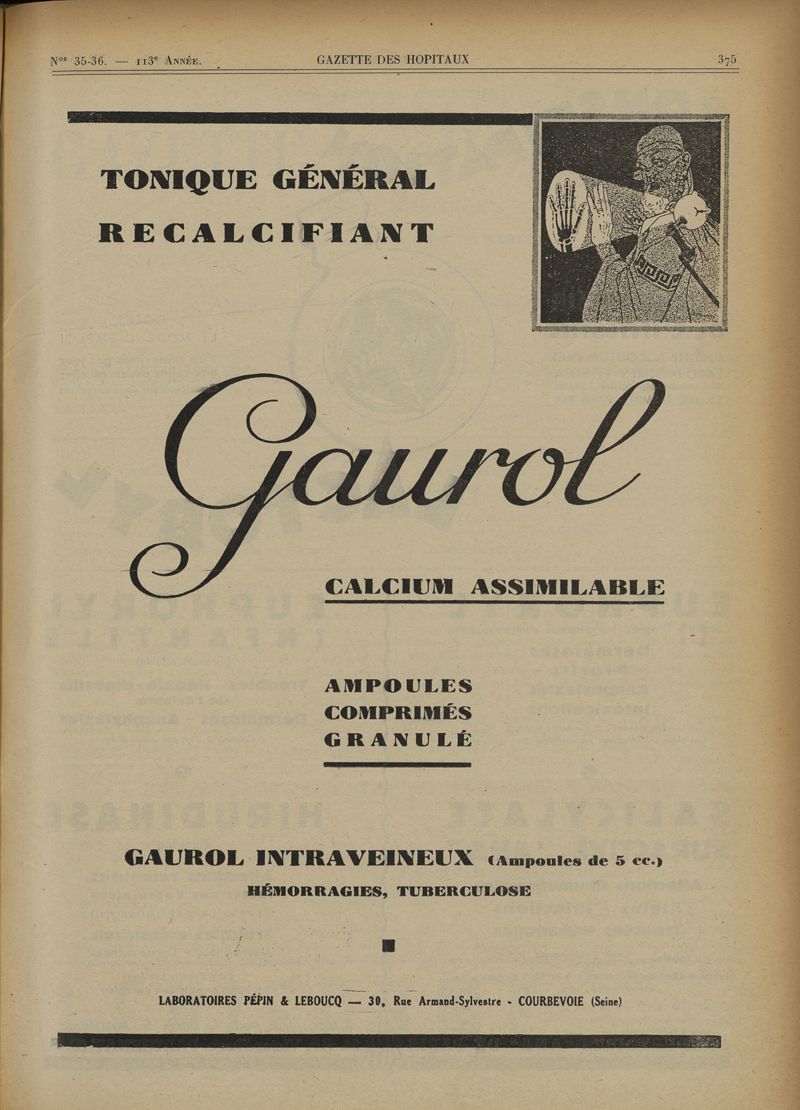 Nos 35-36. — 113e ANNÉE.
GAZETTE DES HOPITAUX
375
TONIQUE GÉNÉRAL
RECALCIFIANT
Gaurol
CALCIUM ASSIMILABLE
AMPOULES
COMPRIMÉS
GRANULÉ
GAUROL INTRAVEINEUX (Ampoules de 5 cc.)
HÉMORRAGIES, TUBERCULOSE
LABORATOIRES PÉPIN & LEBOUCQ — 30, Rue Armand-Sylvestre - COURBEVOIE (Seine)